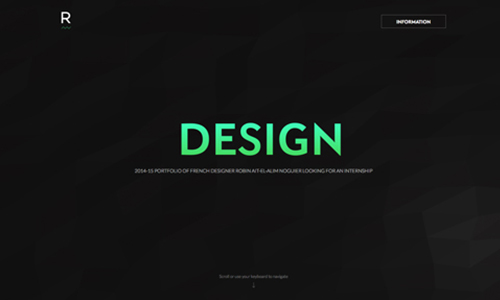 R
INFORMATION
DESIGN
2014-15 PORTFOLIO OF FRENCH DESIGNER ROBIN AIT-EL-ALIM NOGUIER LOOKING FOR AN INTERNSHIP
Scroll or use your keyboard to navigate